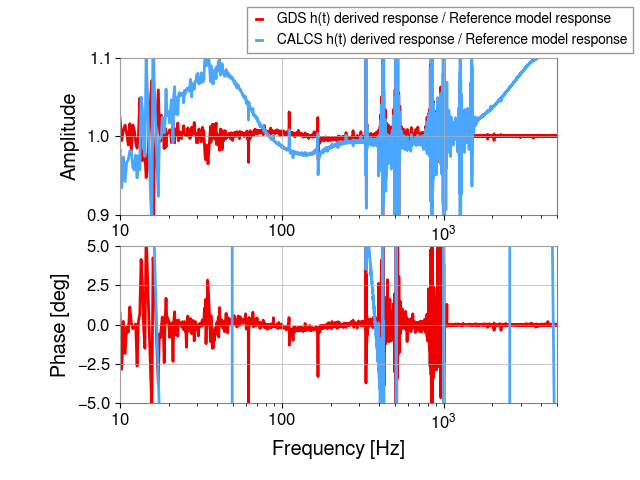 GDS h(t) derived response / Reference model response
CALCS h(t) derived response / Reference model response
1.1
1.0
0.9
Amplitude
10
100
10³
5.0
2.5
0.0
−2.5
−5.0
Phase [deg]
10
100
10³
Frequency [Hz]